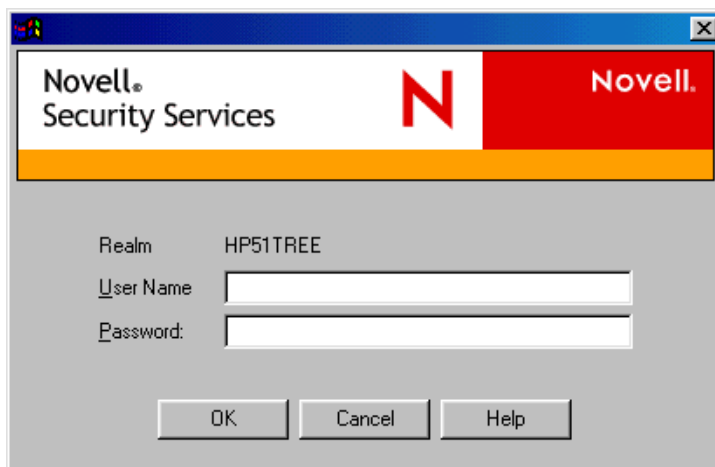 Novell®
Security Services
N
Novell.
Realm HP51TREE
User Name
Password:
OK Cancel Help